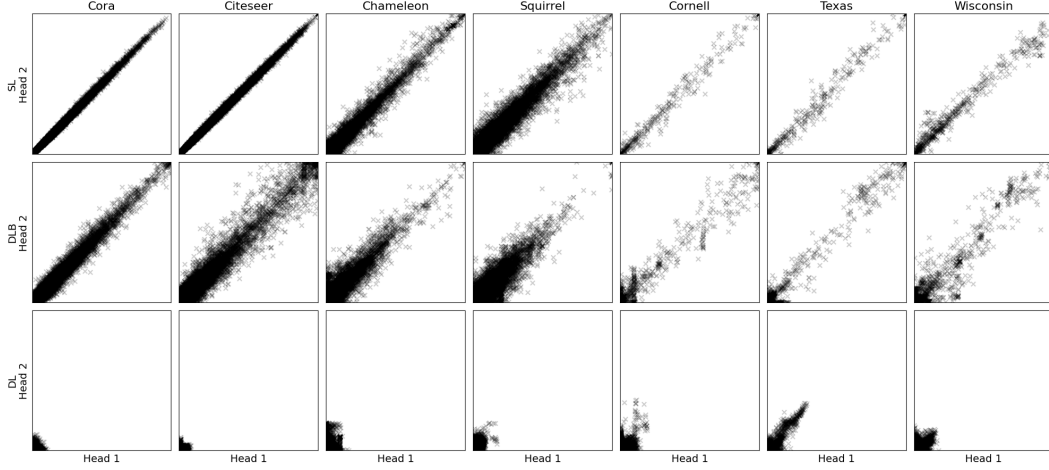 Cora Citeseer Chameleon Squirrel Cornell Texas Wisconsin
SL
Head 2
DLB
Head 2
DL
Head 2
Head 1 Head 1 Head 1 Head 1 Head 1 Head 1 Head 1